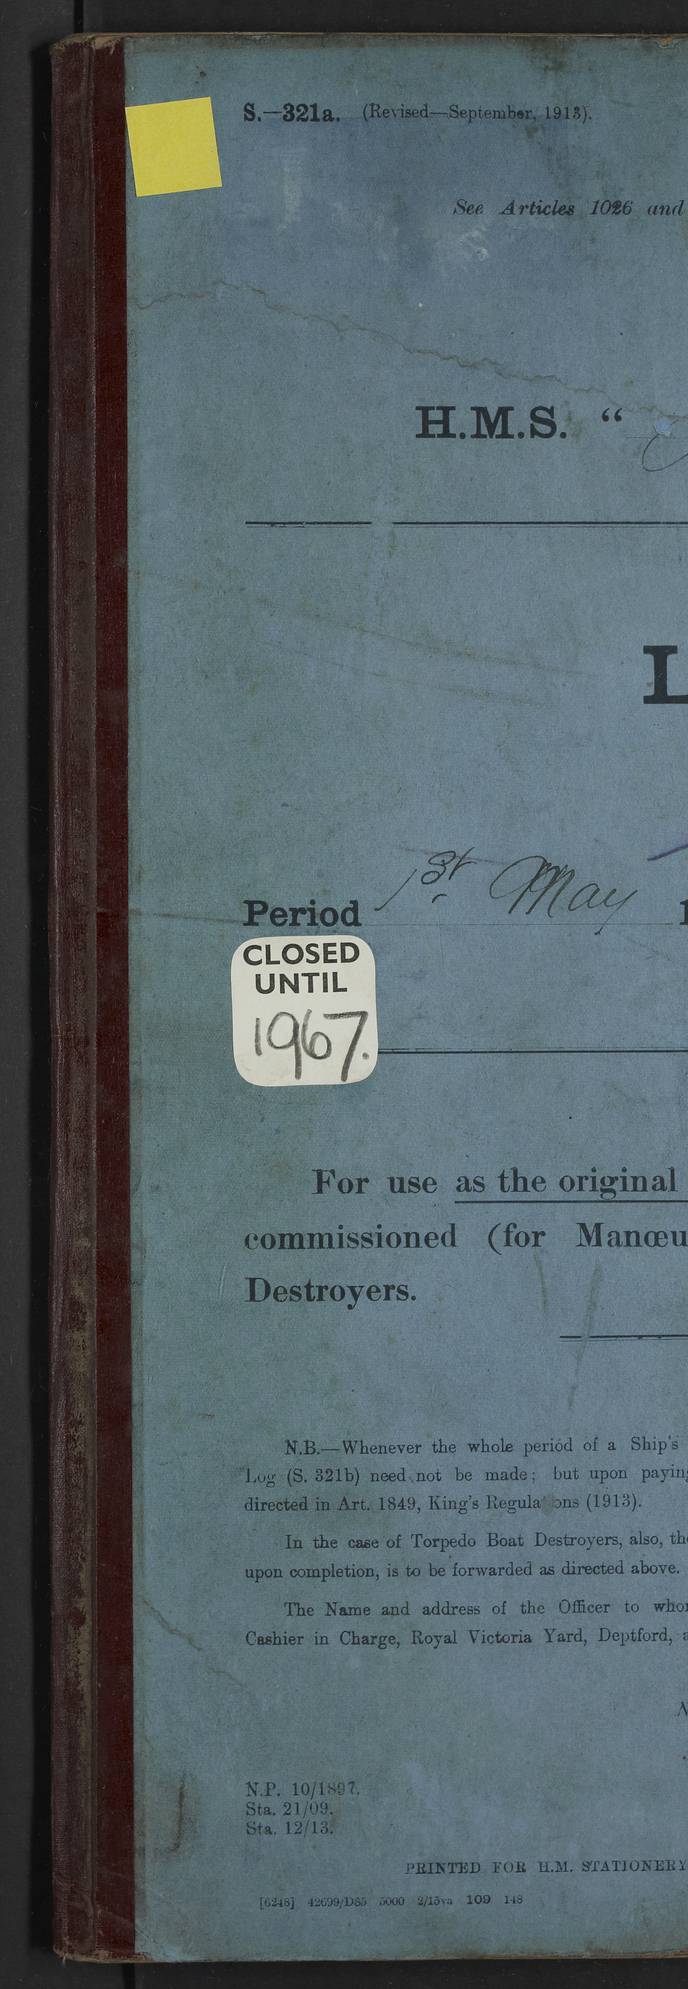 S.—321a. (Revised—September, 1913).
See Articles 1026 and
H.M.S. "
L
Period 1st May 1
CLOSED
UNTIL
1967.
For use as the original
commissioned (for Manœu
Destroyers.
N.B.—Whenever the whole period of a Ship's
Log (S. 321b) need not be made; but upon paying
directed in Art. 1849, King's Regula ons (1913).
In the case of Torpedo Boat Destroyers, also, the
upon completion, is to be forwarded as directed above.
The Name and address of the Officer to whom
Cashier in Charge, Royal Victoria Yard, Deptford, a
N.P. 10/1897.
Sta. 21/09.
Sta. 12/13.
PRINTED FOR H.M. STATIONERY
[6248] 42699/D85 5000 2/15 109 148